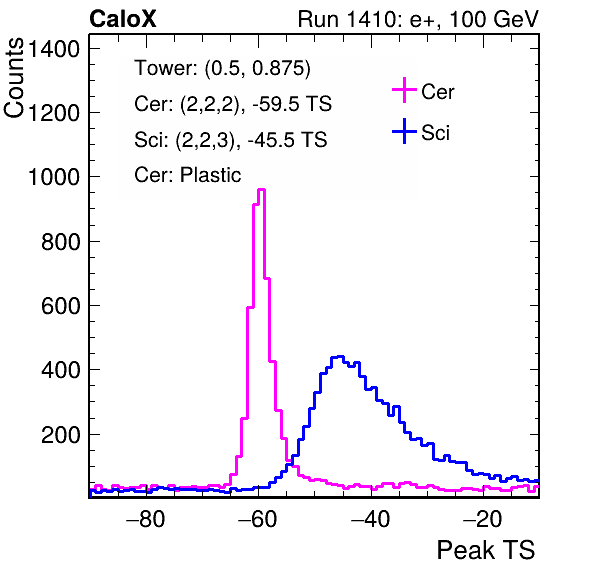 CaloX Run 1410: e+, 100 GeV
Counts
Tower: (0.5, 0.875)
Cer: (2,2,2), -59.5 TS
Sci: (2,2,3), -45.5 TS
Cer: Plastic
Cer
Sci
1400
1200
1000
800
600
400
200
−80 −60 −40 −20
Peak TS